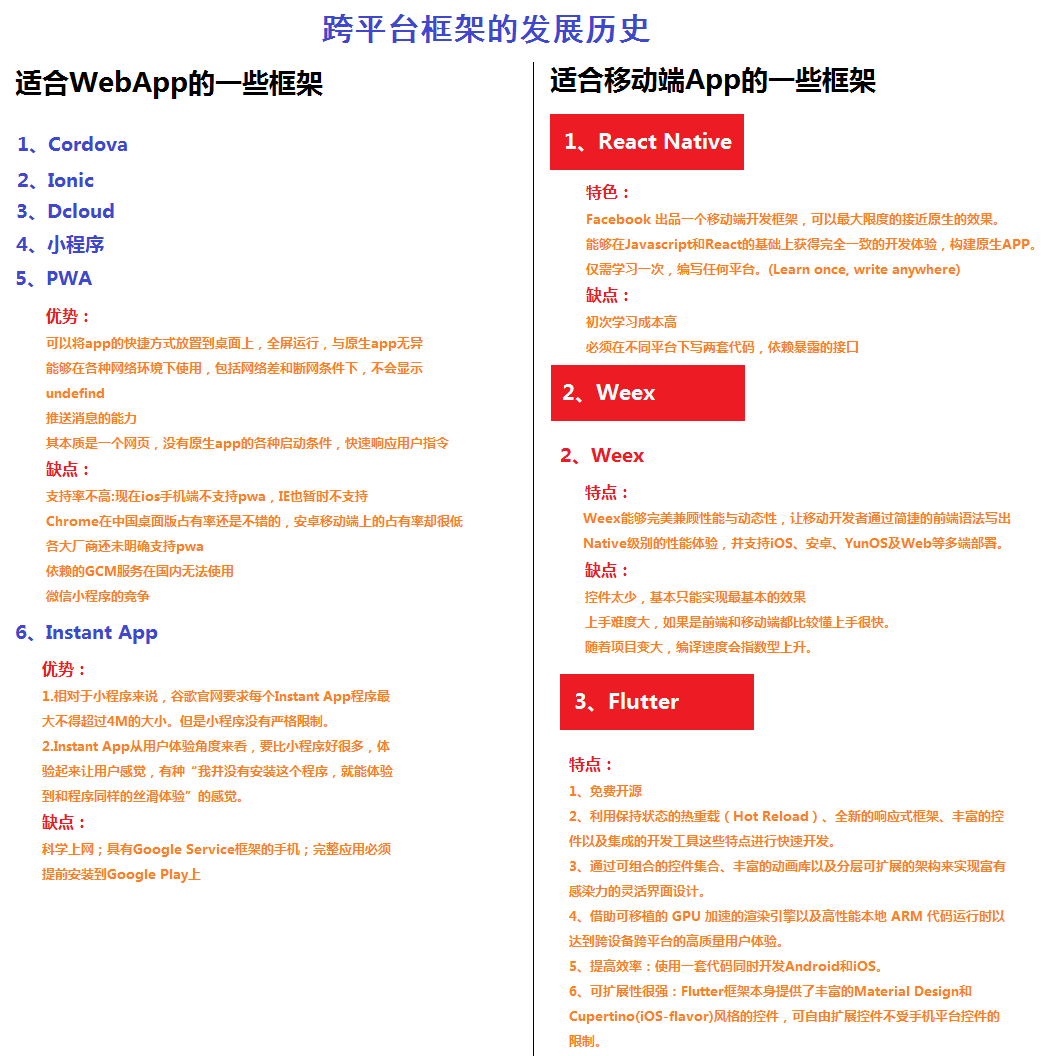 跨平台框架的发展历史
适合WebApp的一些框架
1、Cordova
2、Ionic
3、Dcloud
4、小程序
5、PWA
优势：
可以将app的快捷方式放置到桌面上，全屏运行，与原生app无异
能够在各种网络环境下使用，包括网络差和断网条件下，不会显示
undefind
推送消息的能力
其本质是一个网页，没有原生app的各种启动条件，快速响应用户指令
缺点：
支持率不高:现在ios手机端不支持pwa，IE也暂时不支持
Chrome在中国桌面版占有率还是不错的，安卓移动端上的占有率却很低
各大厂商还未明确支持pwa
依赖的GCM服务在国内无法使用
微信小程序的竞争
6、Instant App
优势：
1.相对于小程序来说，谷歌官网要求每个Instant App程序最
大不得超过4M的大小。但是小程序没有严格限制。
2.Instant App从用户体验角度来看，要比小程序好很多，体
验起来让用户感觉，有种“我并没有安装这个程序，就能体验
到和程序同样的丝滑体验”的感觉。
缺点：
科学上网；具有Google Service框架的手机；完整应用必须
提前安装到Google Play上
适合移动端App的一些框架
1、React Native
特色：
Facebook 出品一个移动端开发框架，可以最大限度的接近原生的效果。
能够在Javascript和React的基础上获得完全一致的开发体验，构建原生APP。
仅需学习一次，编写任何平台。(Learn once, write anywhere)
缺点：
初次学习成本高
必须在不同平台下写两套代码，依赖暴露的接口
2、Weex
2、Weex
特点：
Weex能够完美兼顾性能与动态性，让移动开发者通过简捷的前端语法写出
Native级别的性能体验，并支持iOS、安卓、YunOS及Web等多端部署。
缺点：
控件太少，基本只能实现最基本的效果
上手难度大，如果是前端和移动端都比较懂上手很快。
随着项目变大，编译速度会指数型上升。
3、Flutter
特点：
1、免费开源
2、利用保持状态的热重载（Hot Reload）、全新的响应式框架、丰富的控
件以及集成的开发工具这些特点进行快速开发。
3、通过可组合的控件集合、丰富的动画库以及分层可扩展的架构来实现富有
感染力的灵活界面设计。
4、借助可移植的 GPU 加速的渲染引擎以及高性能本地 ARM 代码运行时以
达到跨设备跨平台的高质量用户体验。
5、提高效率：使用一套代码同时开发Android和iOS。
6、可扩展性很强：Flutter框架本身提供了丰富的Material Design和
Cupertino(iOS-flavor)风格的控件，可自由扩展控件不受手机平台控件的
限制。